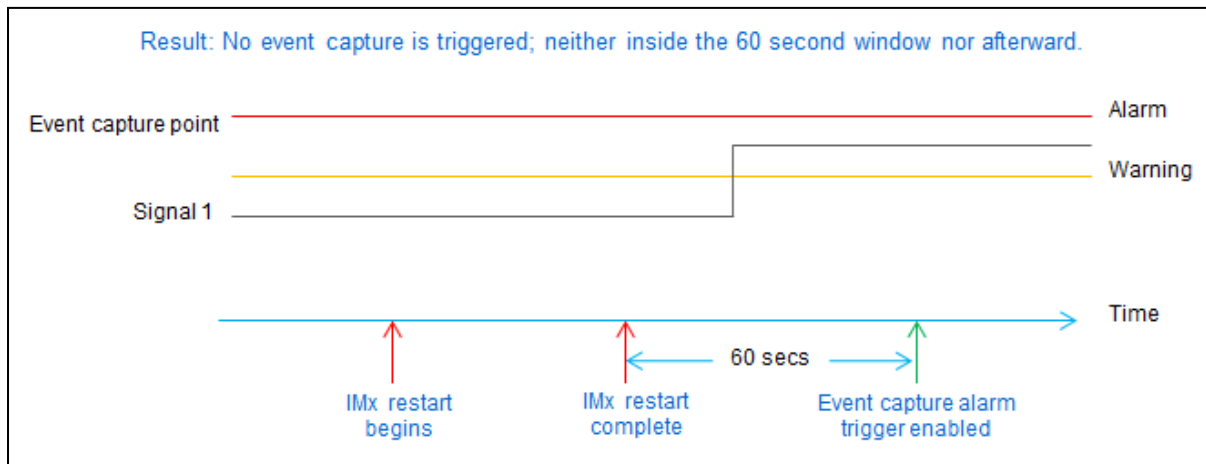 Result: No event capture is triggered; neither inside the 60 second window nor afterward.
Event capture point
Alarm
Warning
Signal 1
Time
60 secs
IMx restart
begins
IMx restart
complete
Event capture alarm
trigger enabled